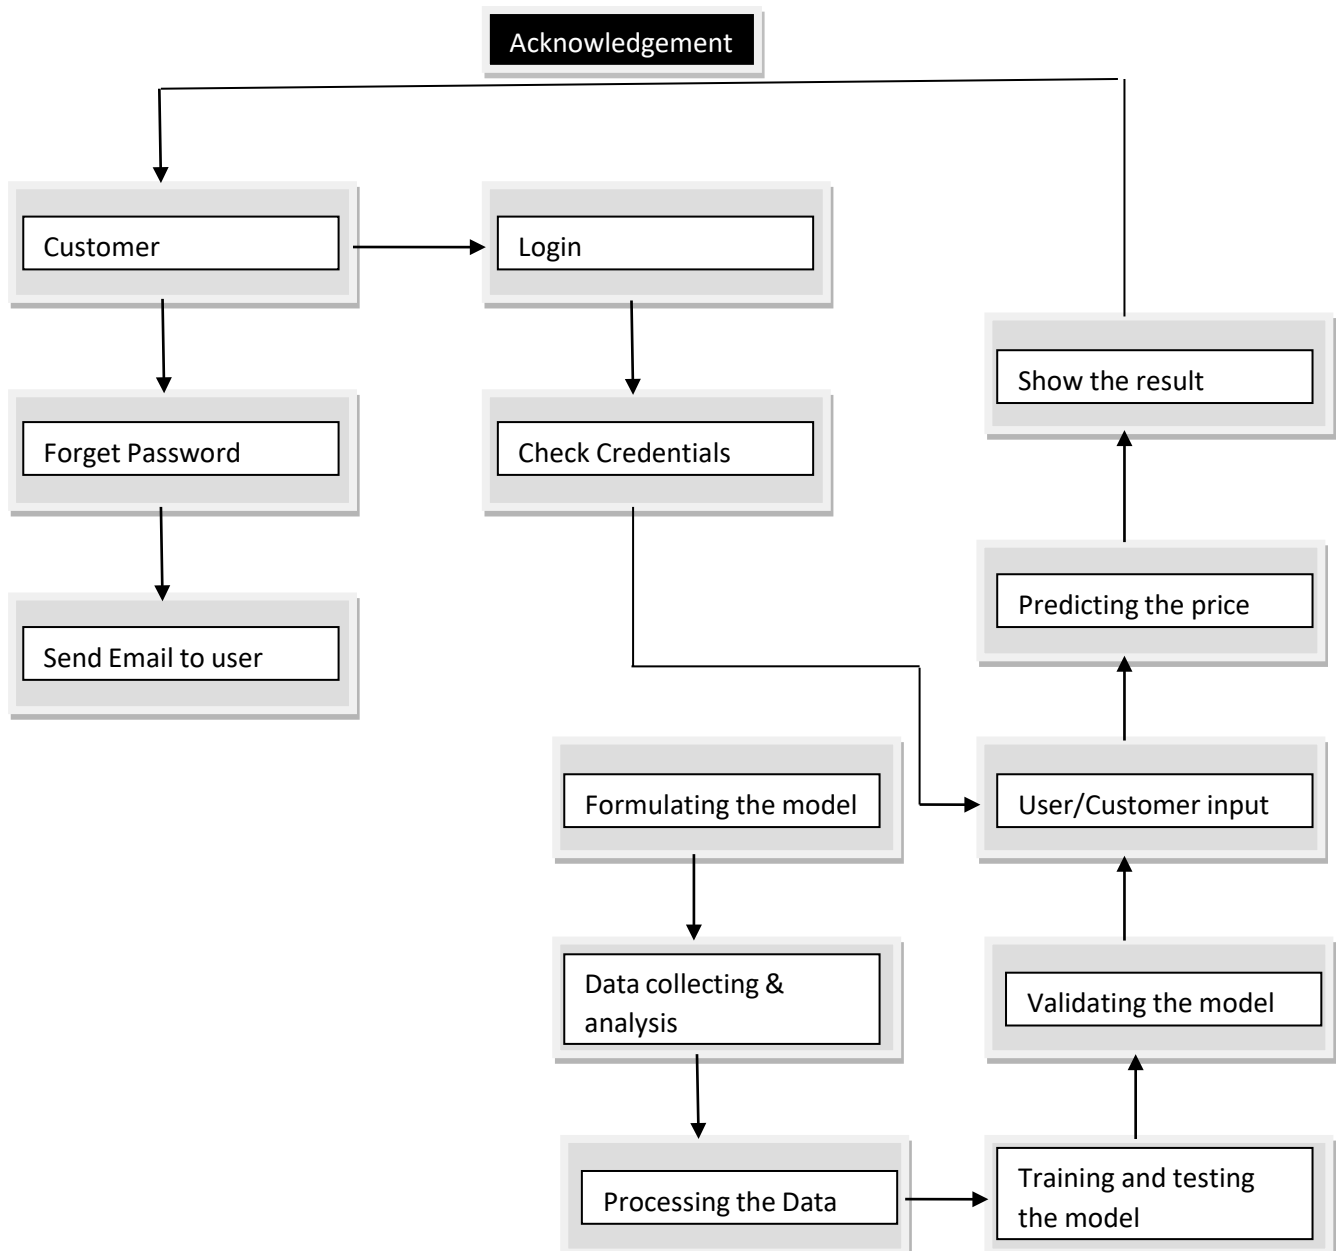 Acknowledgement
Customer
Login
Show the result
Forget Password
Check Credentials
Predicting the price
Send Email to user
Formulating the model
User/Customer input
Data collecting &
analysis
Validating the model
Processing the Data
Training and testing
the model